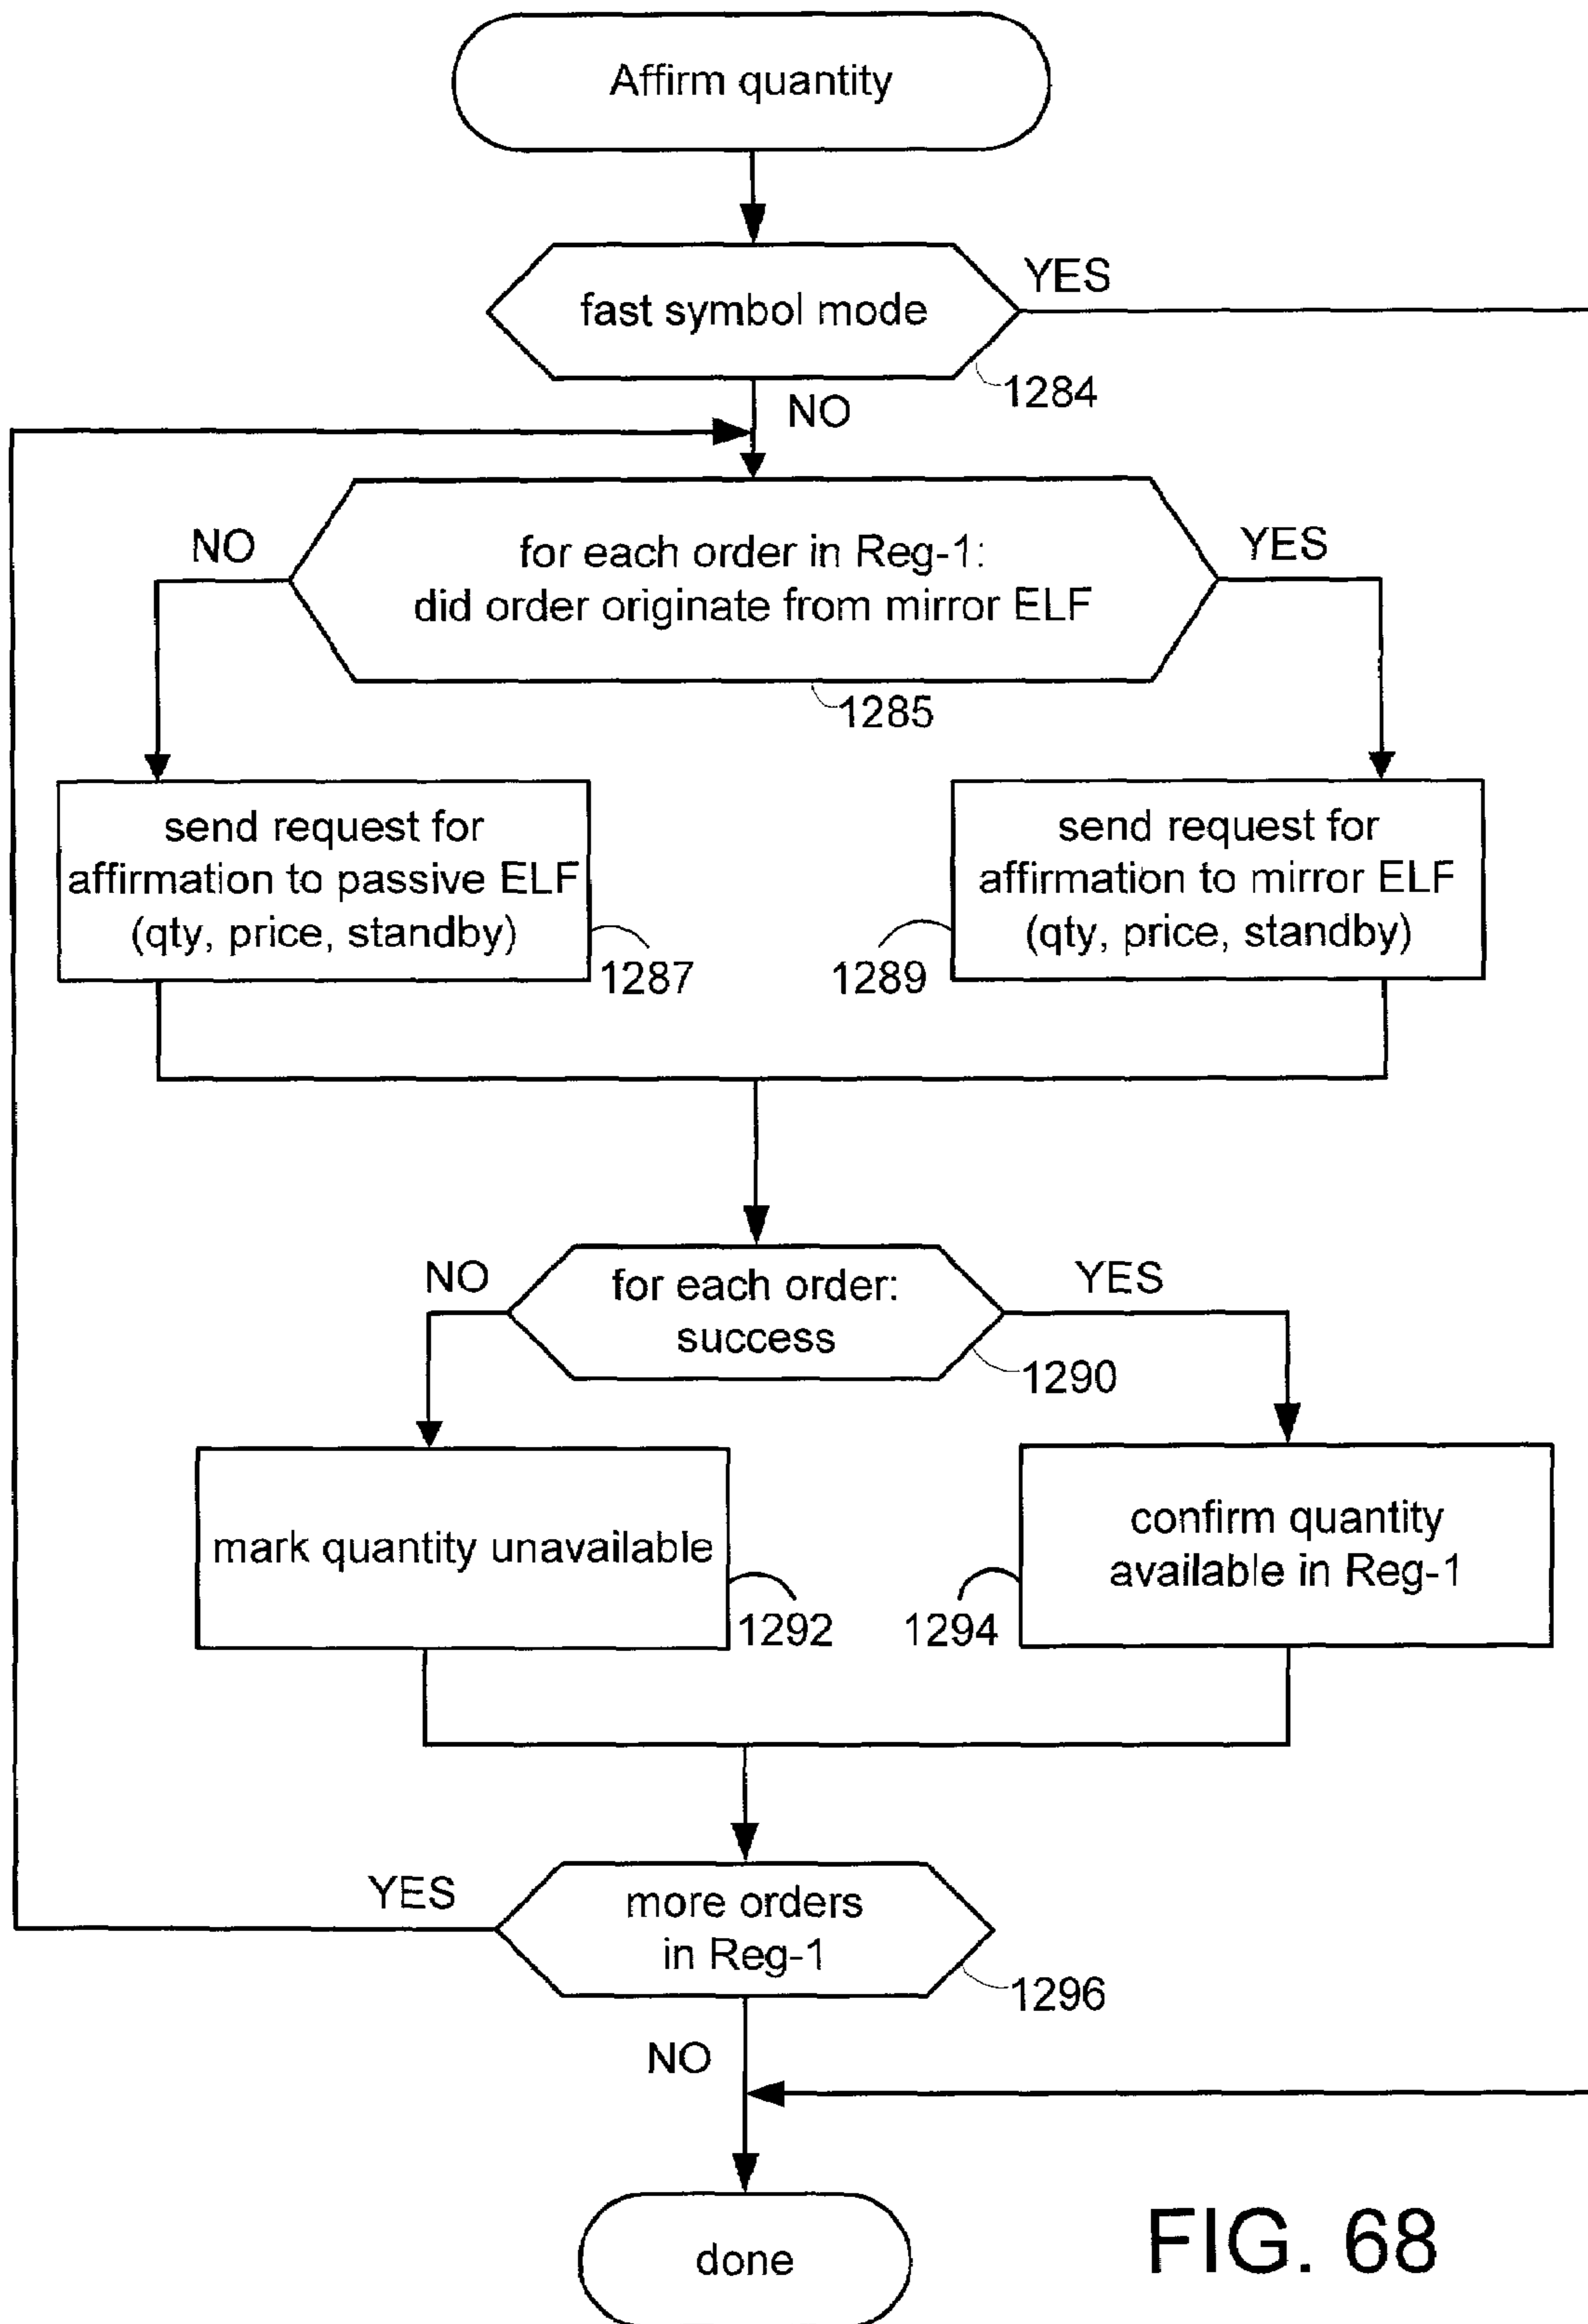 Affirm quantity
fast symbol mode
YES
1284
NO
NO
for each order in Reg-1:
did order originate from mirror ELF
YES
1285
send request for
affirmation to passive ELF
(qty, price, standby)
1287
send request for
affirmation to mirror ELF
(qty, price, standby)
1289
NO
for each order:
success
YES
1290
mark quantity unavailable
1292
confirm quantity
available in Reg-1
1294
YES
more orders
in Reg-1
1296
NO
done
FIG. 68